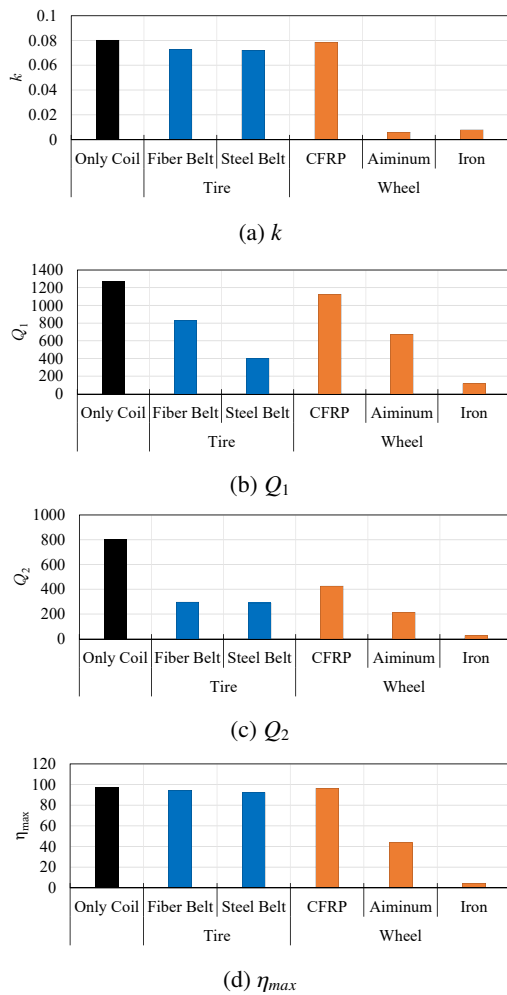 0.1
0.08
0.06
0.04
0.02
0
k
Only Coil Fiber Belt Steel Belt CFRP Aiminum Iron
Tire Wheel
(a) k
1400
1200
1000
800
600
400
200
0
Q1
Only Coil Fiber Belt Steel Belt CFRP Aiminum Iron
Tire Wheel
(b) Q1
1000
800
600
400
200
0
Q2
Only Coil Fiber Belt Steel Belt CFRP Aiminum Iron
Tire Wheel
(c) Q2
120
100
80
60
40
20
0
ηmax
Only Coil Fiber Belt Steel Belt CFRP Aiminum Iron
Tire Wheel
(d) ηmax